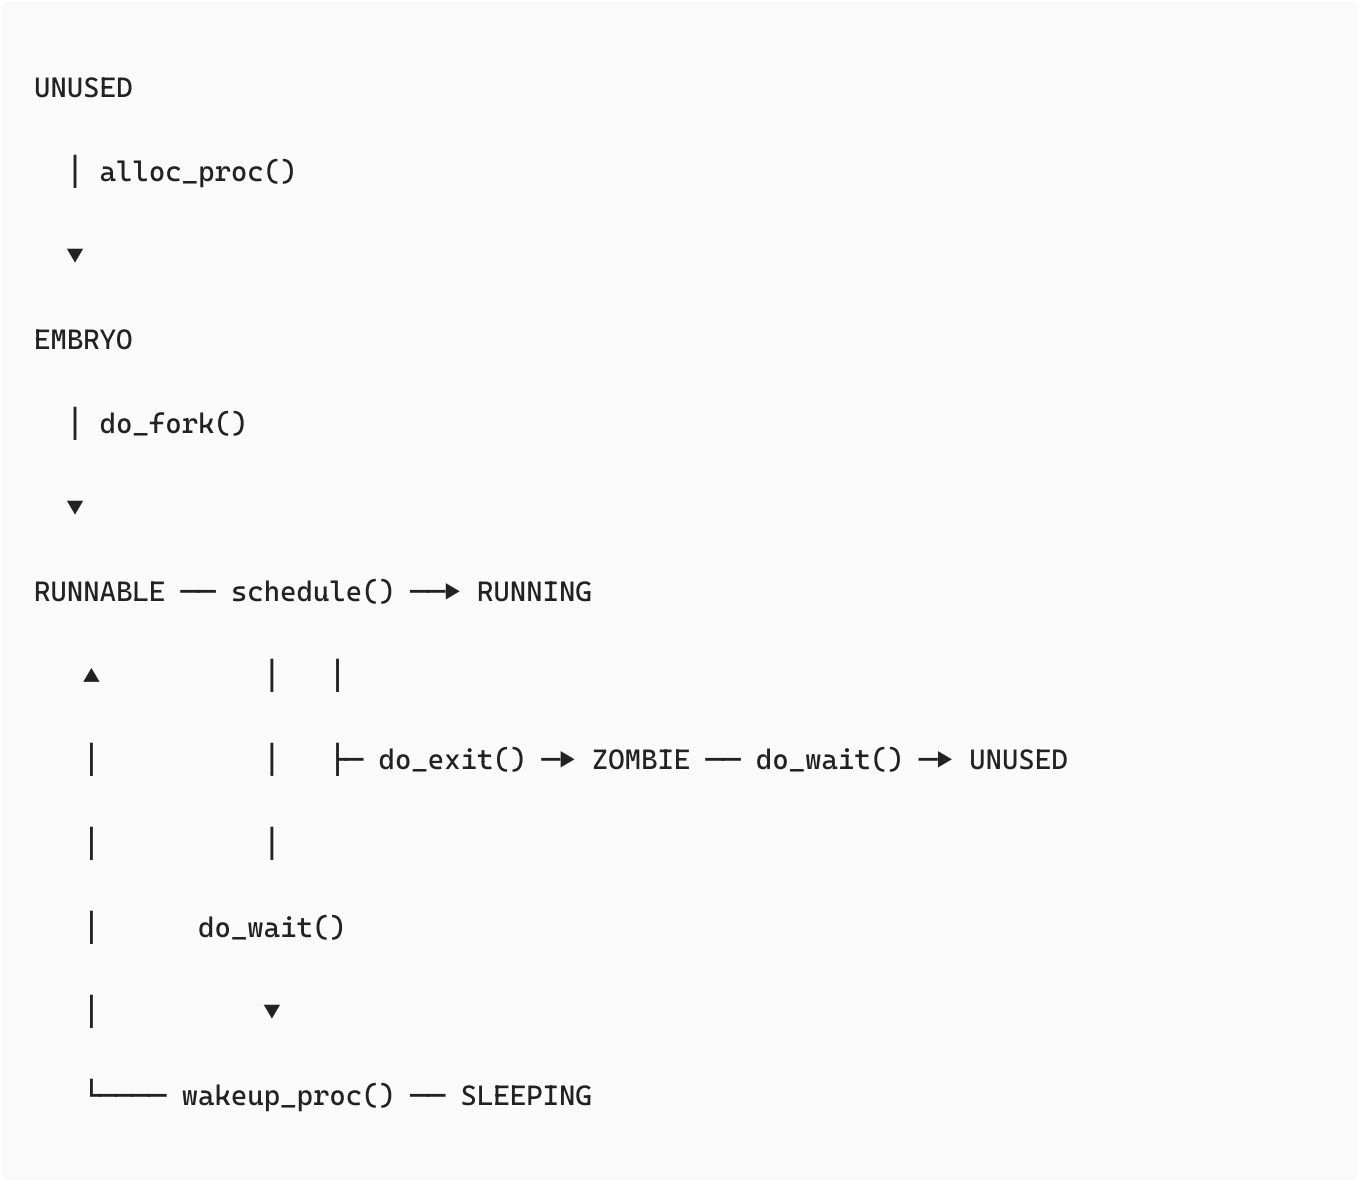 UNUSED
│ alloc_proc()
▼
EMBRYO
│ do_fork()
▼
RUNNABLE ── schedule() ──► RUNNING
▲ │ │
│ │ ├─ do_exit() ─► ZOMBIE ── do_wait() ─► UNUSED
│ │
│ do_wait()
│ ▼
└──── wakeup_proc() ── SLEEPING